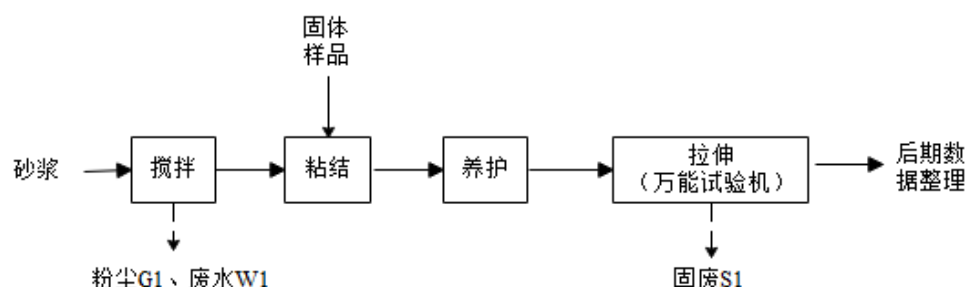 固体
样品
砂浆
搅拌
粘结
养护
拉伸
（万能试验机）
后期数
据整理
粉尘G1、废水W1
固废S1